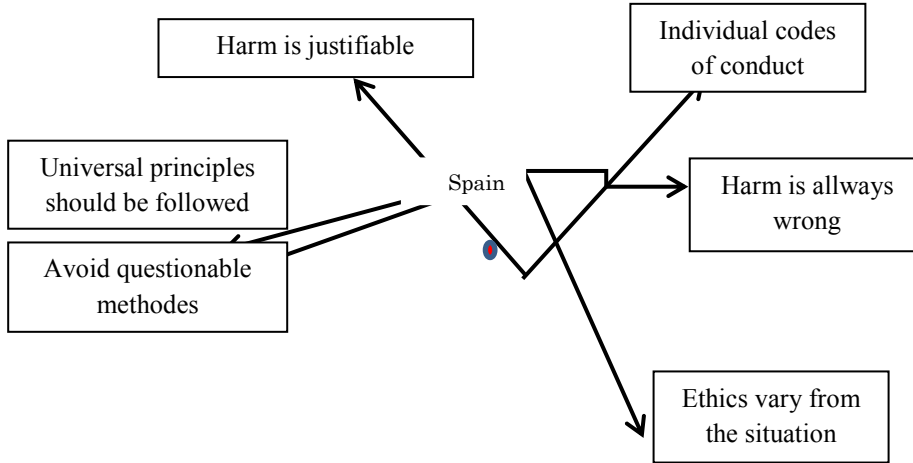 Harm is justifiable
Individual codes
of conduct
Universal principles
should be followed
Spain
Harm is allways
wrong
Avoid questionable
methodes
Ethics vary from
the situation